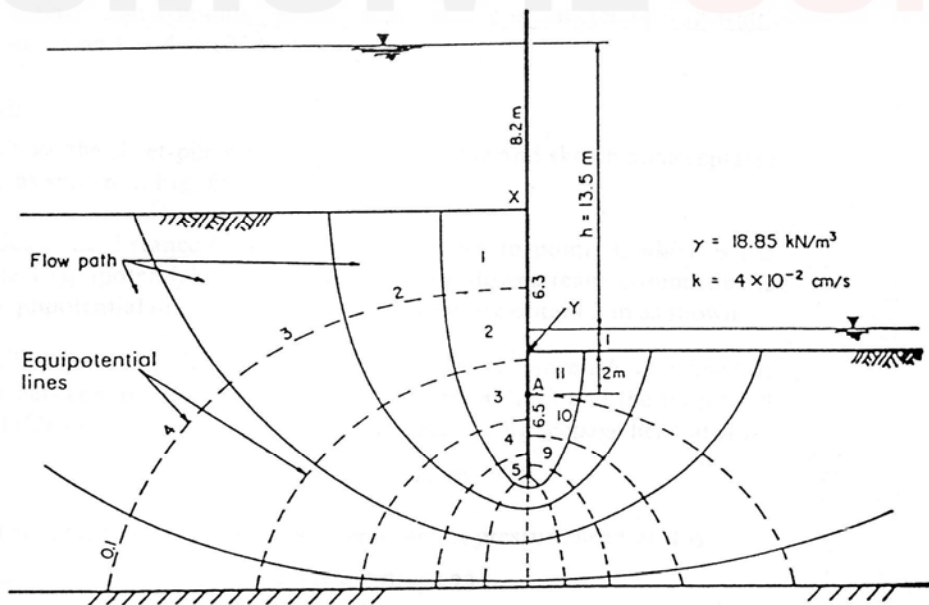 8.2 m
h = 13.5 m
X
γ = 18.85 kN/m³
k = 4 × 10⁻² cm/s
Flow path
1
2
3
6.3
Y
2
1
Equipotential
lines
3
A
11
2m
4
6.5
10
4
9
5
0.1